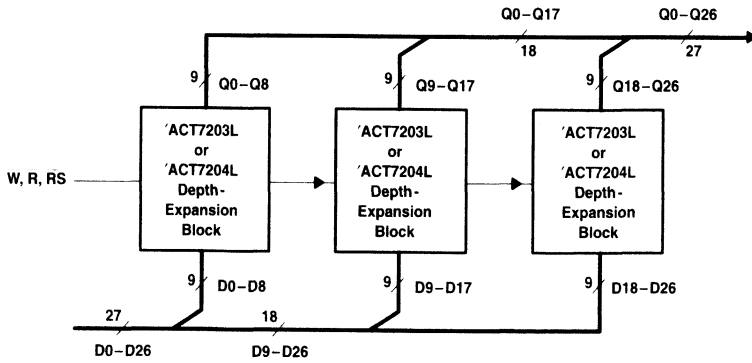 Q0–Q17
Q0–Q26
18
27
9
Q0–Q8
9
Q9–Q17
9
Q18–Q26
′ACT7203L
or
′ACT7204L
Depth-
Expansion
Block
′ACT7203L
or
′ACT7204L
Depth-
Expansion
Block
′ACT7203L
or
′ACT7204L
Depth-
Expansion
Block
W, R, RS
9
D0–D8
9
D9–D17
9
D18–D26
27
18
D0–D26
D9–D26